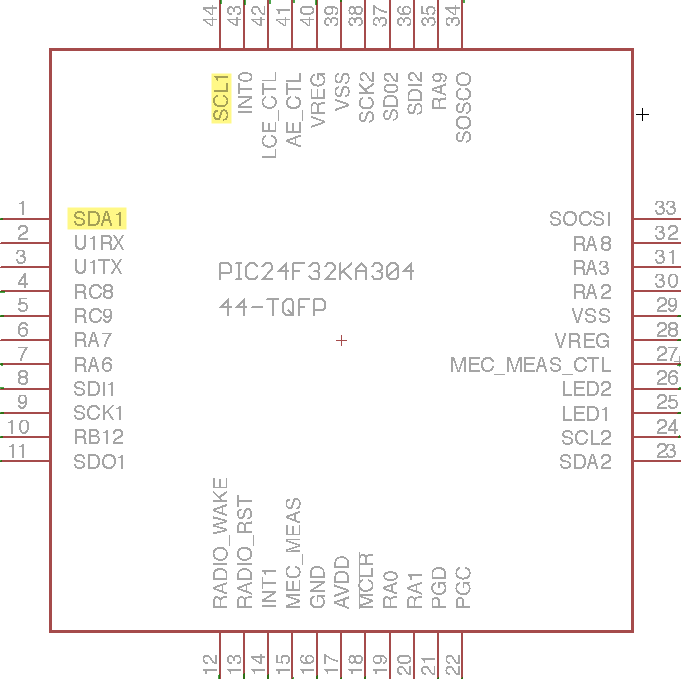 44 43 42 41 40 39 38 37 36 35 34
SCL1 INT0 LCE_CTL AE_CTL VREG VSS SCK2 SDO2 SDI2 RA9 SOSCO
1 SDA1
2 U1RX
3 U1TX
4 RC8
5 RC9
6 RA7
7 RA6
8 SDI1
9 SCK1
10 RB12
11 SDO1
PIC24F32KA304
44-TQFP
SOCSI 33
RA8 32
RA3 31
RA2 30
VSS 29
VREG 28
MEC_MEAS_CTL 27
LED2 26
LED1 25
SCL2 24
SDA2 23
RADIO_WAKE RADIO_RST INT1 MEC_MEAS GND AVDD MCLR RA0 RA1 PGD PGC
12 13 14 15 16 17 18 19 20 21 22